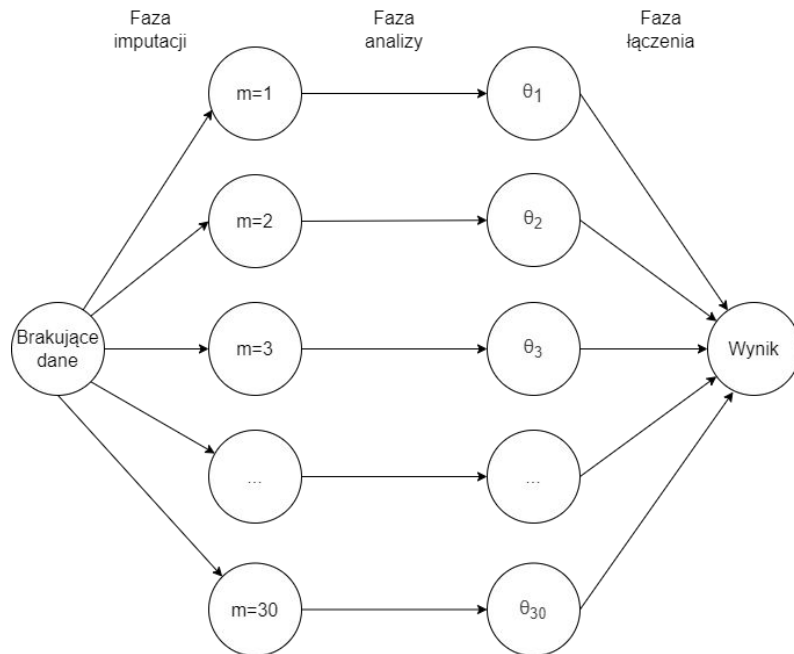 Faza
imputacji
Faza
analizy
Faza
łączenia
m=1
θ1
m=2
θ2
Brakujące
dane
m=3
θ3
Wynik
...
...
m=30
θ30